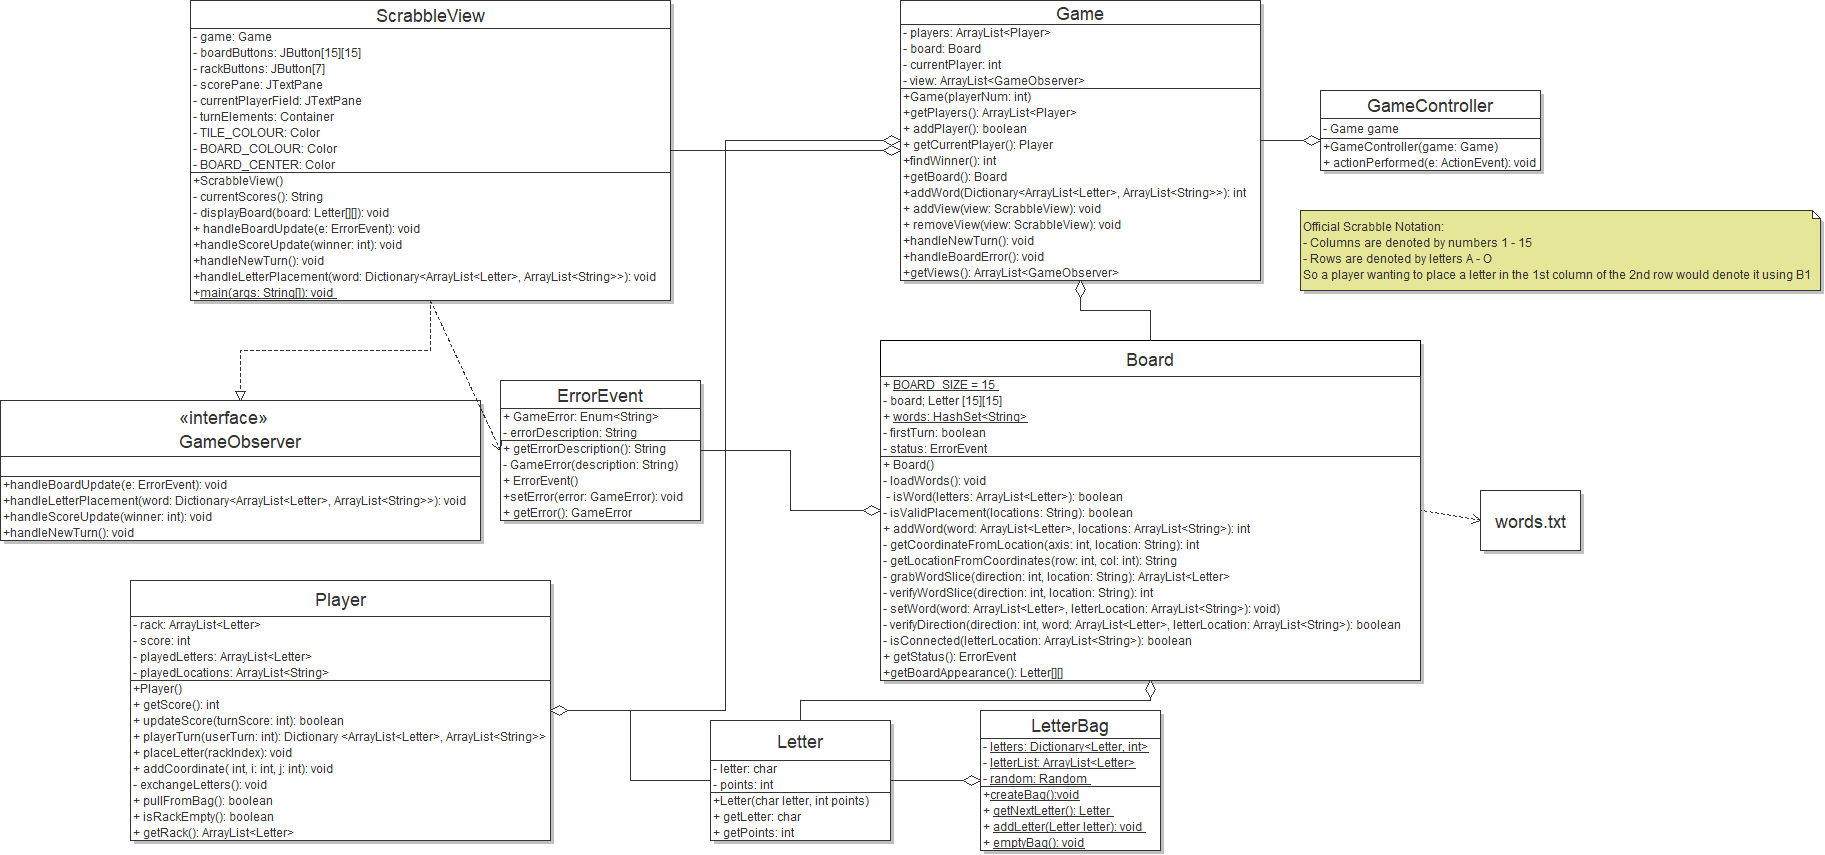 ScrabbleView
- game: Game
- boardButtons: JButton[15][15]
- rackButtons: JButton[7]
- scorePane: JTextPane
- currentPlayerField: JTextPane
- turnElements: Container
- TILE_COLOUR: Color
- BOARD_COLOUR: Color
- BOARD_CENTER: Color
+ScrabbleView()
- currentScores(): String
- displayBoard(board: Letter[][]): void
+ handleBoardUpdate(e: ErrorEvent): void
+handleScoreUpdate(winner: int): void
+handleNewTurn(): void
+handleLetterPlacement(word: Dictionary<ArrayList<Letter>, ArrayList<String>>): void
+main(args: String[]): void
Game
- players: ArrayList<Player>
- board: Board
- currentPlayer: int
- view: ArrayList<GameObserver>
+Game(playerNum: int)
+getPlayers(): ArrayList<Player>
+ addPlayer(): boolean
+ getCurrentPlayer(): Player
+findWinner(): int
+getBoard(): Board
+addWord(Dictionary<ArrayList<Letter>, ArrayList<String>>): int
+ addView(view: ScrabbleView): void
+ removeView(view: ScrabbleView): void
+handleNewTurn(): void
+handleBoardError(): void
+getViews(): ArrayList<GameObserver>
GameController
- Game game
+GameController(game: Game)
+ actionPerformed(e: ActionEvent): void
Official Scrabble Notation:
- Columns are denoted by numbers 1 - 15
- Rows are denoted by letters A - O
So a player wanting to place a letter in the 1st column of the 2nd row would denote it using B1
«interface»
GameObserver
+handleBoardUpdate(e: ErrorEvent): void
+handleLetterPlacement(word: Dictionary<ArrayList<Letter>, ArrayList<String>>): void
+handleScoreUpdate(winner: int): void
+handleNewTurn(): void
ErrorEvent
+ GameError: Enum<String>
- errorDescription: String
+ getErrorDescription(): String
- GameError(description: String)
+ ErrorEvent()
+setError(error: GameError): void
+ getError(): GameError
Board
+ BOARD_SIZE = 15
- board; Letter [15][15]
+ words: HashSet<String>
- firstTurn: boolean
- status: ErrorEvent
+ Board()
- loadWords(): void
- isWord(letters: ArrayList<Letter>): boolean
- isValidPlacement(locations: String): boolean
+ addWord(word: ArrayList<Letter>, locations: ArrayList<String>): int
- getCoordinateFromLocation(axis: int, location: String): int
- getLocationFromCoordinates(row: int, col: int): String
- grabWordSlice(direction: int, location: String): ArrayList<Letter>
- verifyWordSlice(direction: int, location: String): int
- setWord(word: ArrayList<Letter>, letterLocation: ArrayList<String>): void)
- verifyDirection(direction: int, word: ArrayList<Letter>, letterLocation: ArrayList<String>): boolean
- isConnected(letterLocation: ArrayList<String>): boolean
+ getStatus(): ErrorEvent
+getBoardAppearance(): Letter[][]
words.txt
Player
- rack: ArrayList<Letter>
- score: int
- playedLetters: ArrayList<Letter>
- playedLocations: ArrayList<String>
+Player()
+ getScore(): int
+ updateScore(turnScore: int): boolean
+ playerTurn(userTurn: int): Dictionary <ArrayList<Letter>, ArrayList<String>>
+ placeLetter(rackIndex): void
+ addCoordinate( int, i: int, j: int): void
- exchangeLetters(): void
+ pullFromBag(): boolean
+ isRackEmpty(): boolean
+ getRack(): ArrayList<Letter>
Letter
- letter: char
- points: int
+Letter(char letter, int points)
+ getLetter: char
+ getPoints: int
LetterBag
- letters: Dictionary<Letter, int>
- letterList: ArrayList<Letter>
- random: Random
+createBag():void
+ getNextLetter(): Letter
+ addLetter(Letter letter): void
+ emptyBag(): void